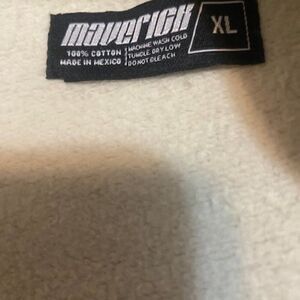 maverick
XL
100% COTTON
MADE IN MEXICO
MACHINE WASH COLD
TUMBLE DRY LOW
DO NOT BLEACH